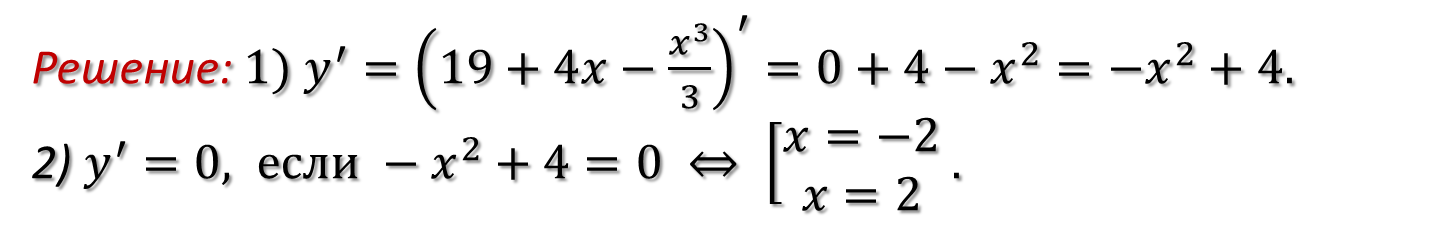 Решение: 1) y′ = (19 + 4x − x³/3)′ = 0 + 4 − x² = −x² + 4.
2) y′ = 0, если − x² + 4 = 0 ⇔ [x = −2
x = 2 .